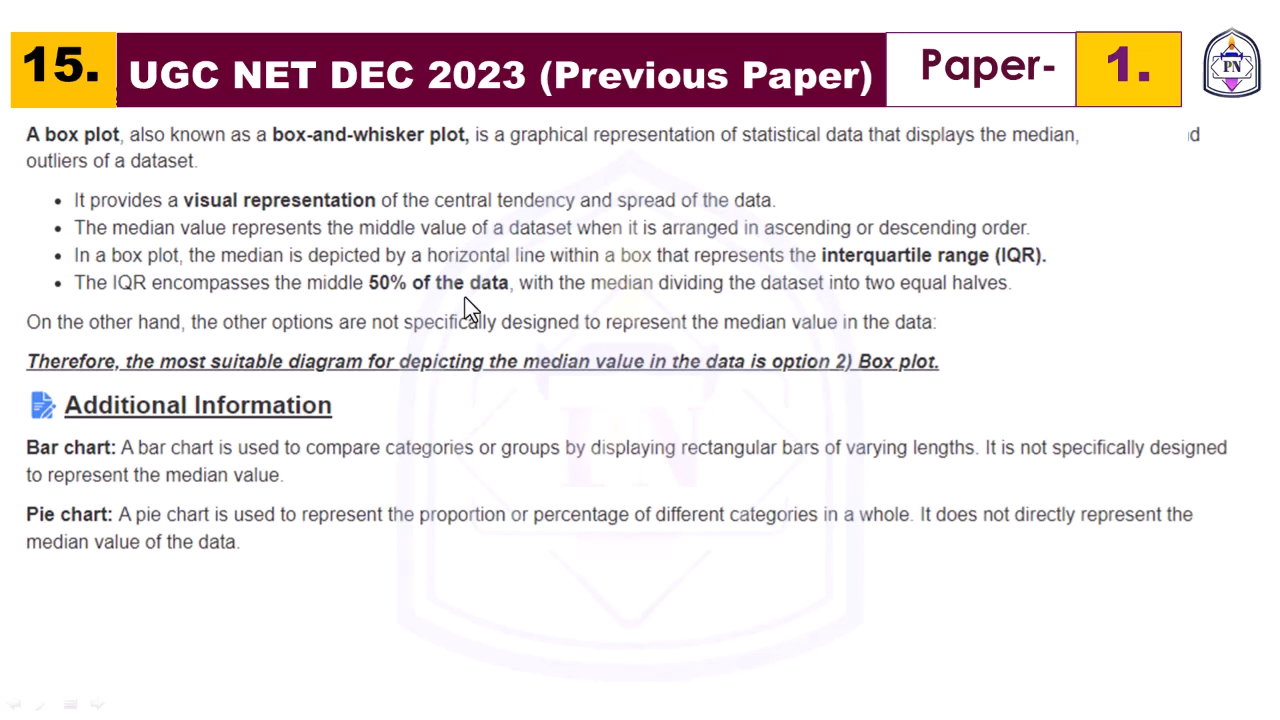 15. UGC NET DEC 2023 (Previous Paper) Paper- 1.
PN
A box plot, also known as a box-and-whisker plot, is a graphical representation of statistical data that displays the median,
outliers of a dataset.
• It provides a visual representation of the central tendency and spread of the data.
• The median value represents the middle value of a dataset when it is arranged in ascending or descending order.
• In a box plot, the median is depicted by a horizontal line within a box that represents the interquartile range (IQR).
• The IQR encompasses the middle 50% of the data, with the median dividing the dataset into two equal halves.
On the other hand, the other options are not specifically designed to represent the median value in the data:
Therefore, the most suitable diagram for depicting the median value in the data is option 2) Box plot.
Additional Information
Bar chart: A bar chart is used to compare categories or groups by displaying rectangular bars of varying lengths. It is not specifically designed
to represent the median value.
Pie chart: A pie chart is used to represent the proportion or percentage of different categories in a whole. It does not directly represent the
median value of the data.
PN